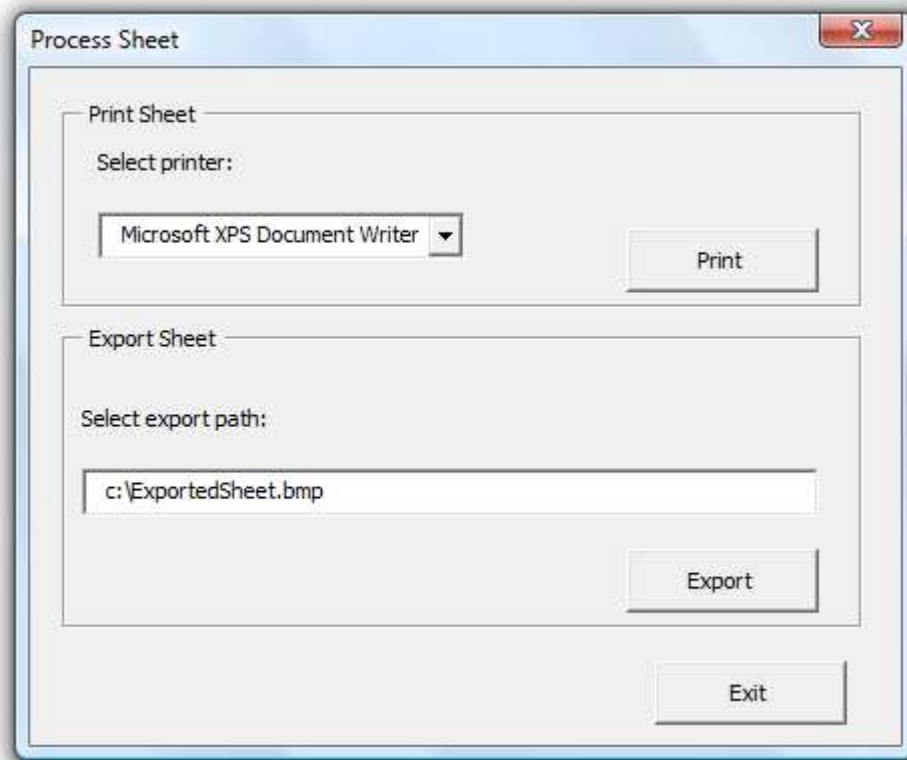 Process Sheet
Print Sheet
Select printer:
Microsoft XPS Document Writer
Print
Export Sheet
Select export path:
c:\ExportedSheet.bmp
Export
Exit